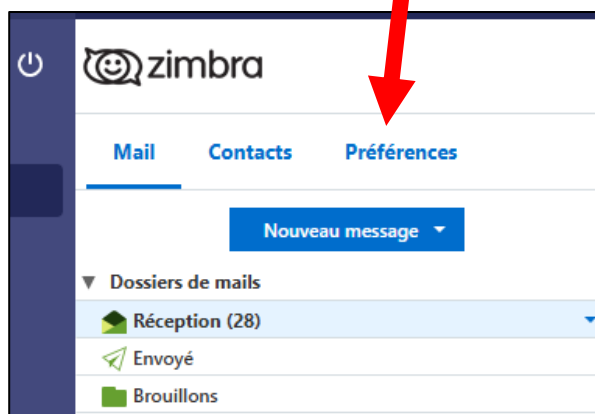 zimbra
Mail Contacts Préférences
Nouveau message
Dossiers de mails
Réception (28)
Envoyé
Brouillons